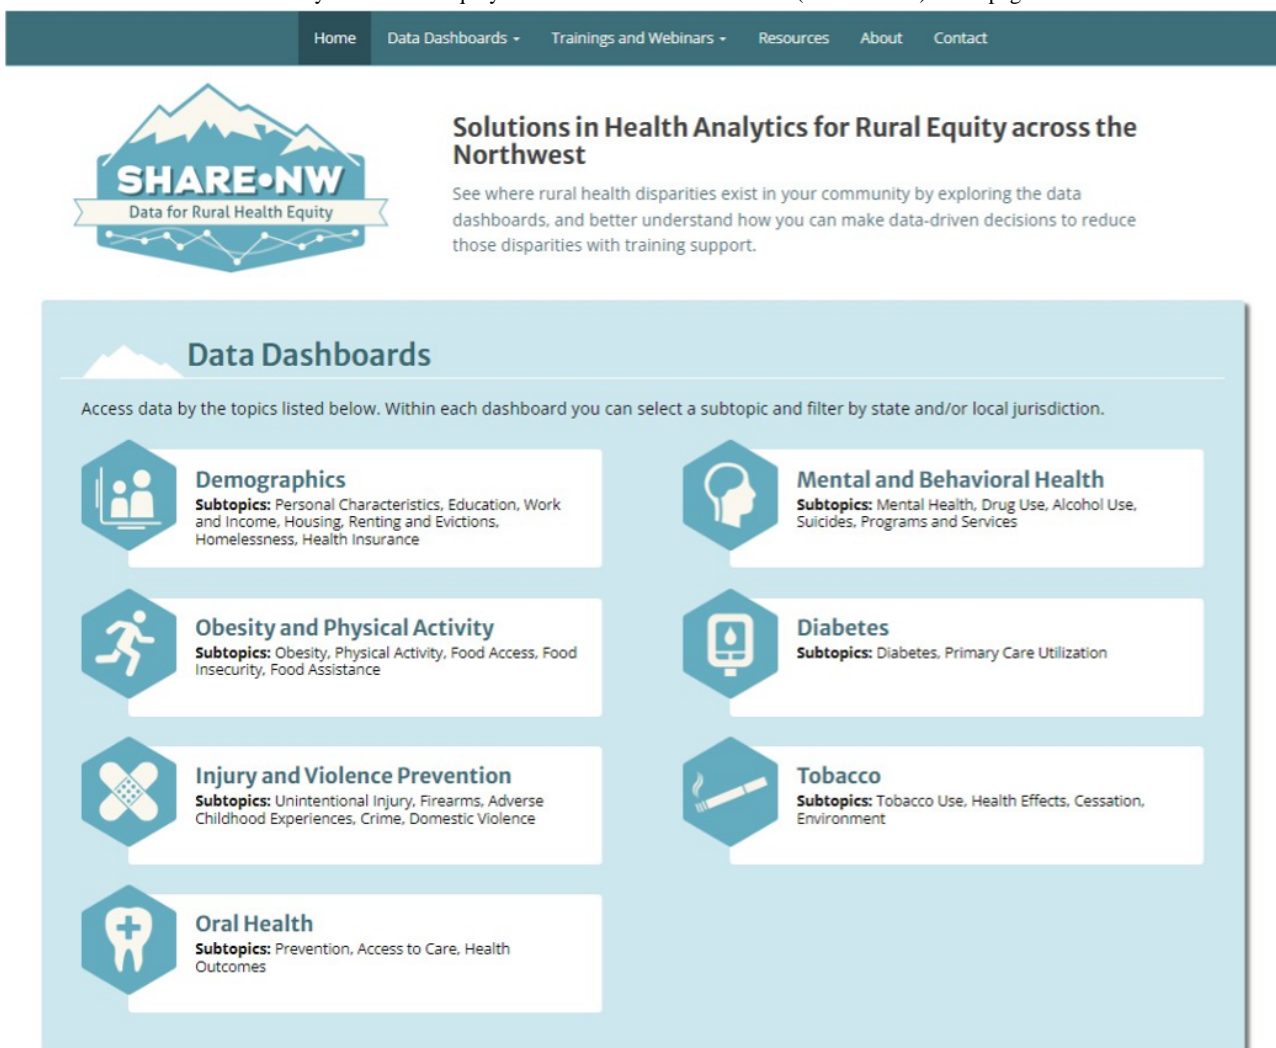 Home Data Dashboards Trainings and Webinars Resources About Contact
SHARE•NW
Data for Rural Health Equity
Solutions in Health Analytics for Rural Equity across the
Northwest
See where rural health disparities exist in your community by exploring the data
dashboards, and better understand how you can make data-driven decisions to reduce
those disparities with training support.
Data Dashboards
Access data by the topics listed below. Within each dashboard you can select a subtopic and filter by state and/or local jurisdiction.
Demographics
Subtopics: Personal Characteristics, Education, Work
and Income, Housing, Renting and Evictions,
Homelessness, Health Insurance
Mental and Behavioral Health
Subtopics: Mental Health, Drug Use, Alcohol Use,
Suicides, Programs and Services
Obesity and Physical Activity
Subtopics: Obesity, Physical Activity, Food Access, Food
Insecurity, Food Assistance
Diabetes
Subtopics: Diabetes, Primary Care Utilization
Injury and Violence Prevention
Subtopics: Unintentional Injury, Firearms, Adverse
Childhood Experiences, Crime, Domestic Violence
Tobacco
Subtopics: Tobacco Use, Health Effects, Cessation,
Environment
Oral Health
Subtopics: Prevention, Access to Care, Health
Outcomes